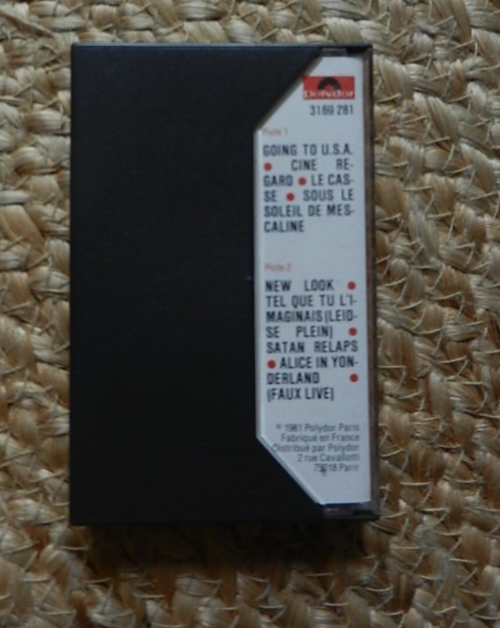 Polydor
3169 281
Piste 1
GOING TO U.S.A.
● CINE RE-
GARD ● LE CAS-
SE ● SOUS LE
SOLEIL DE MES-
CALINE
Piste 2
NEW LOOK ●
TEL QUE TU L'I-
MAGINAIS (LEID-
SE PLEIN) ●
SATAN RELAPS
● ALICE IN YON-
DERLAND ●
(FAUX LIVE)
℗ 1981 Polydor Paris
Fabriqué en France
Distribué par Polydor
2 rue Cavallotti
75018 Paris